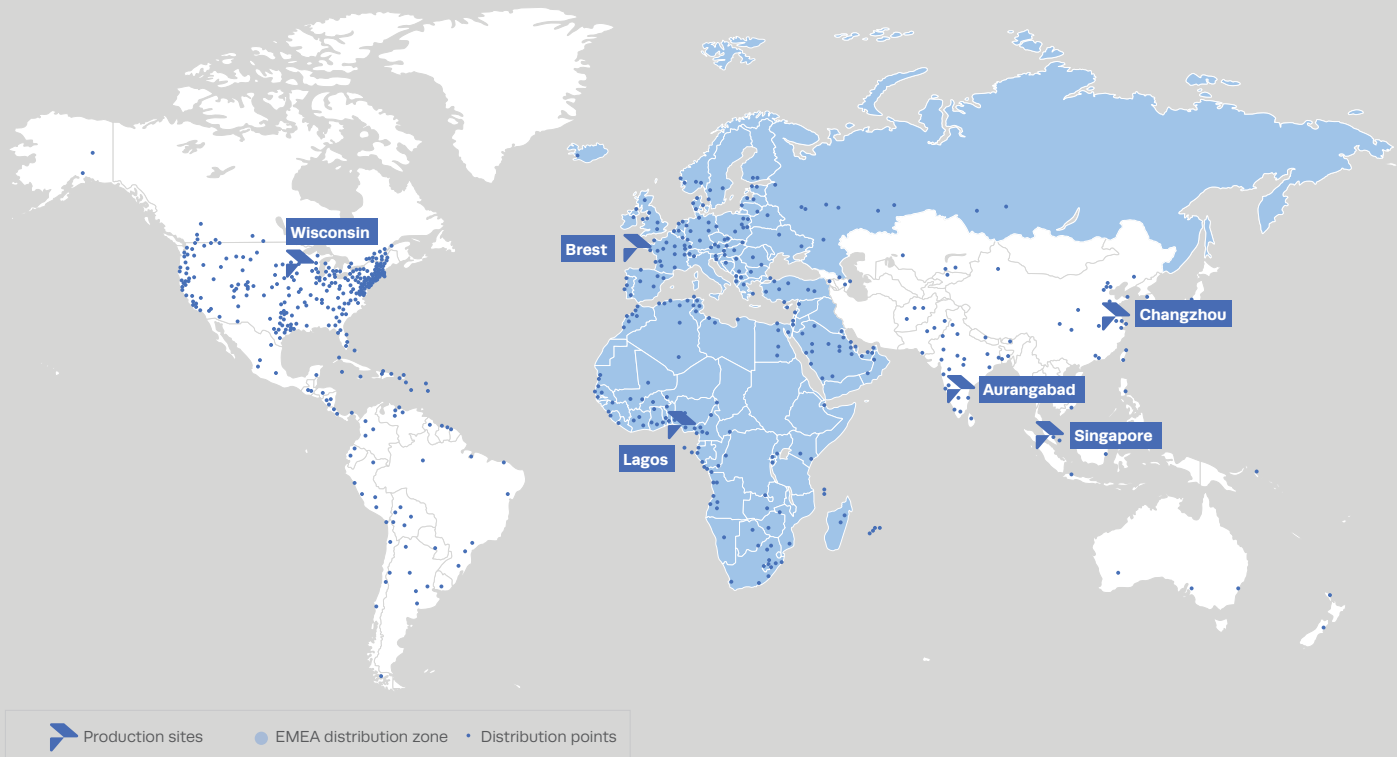 Wisconsin
Brest
Changzhou
Aurangabad
Singapore
Lagos
Production sites
EMEA distribution zone
Distribution points